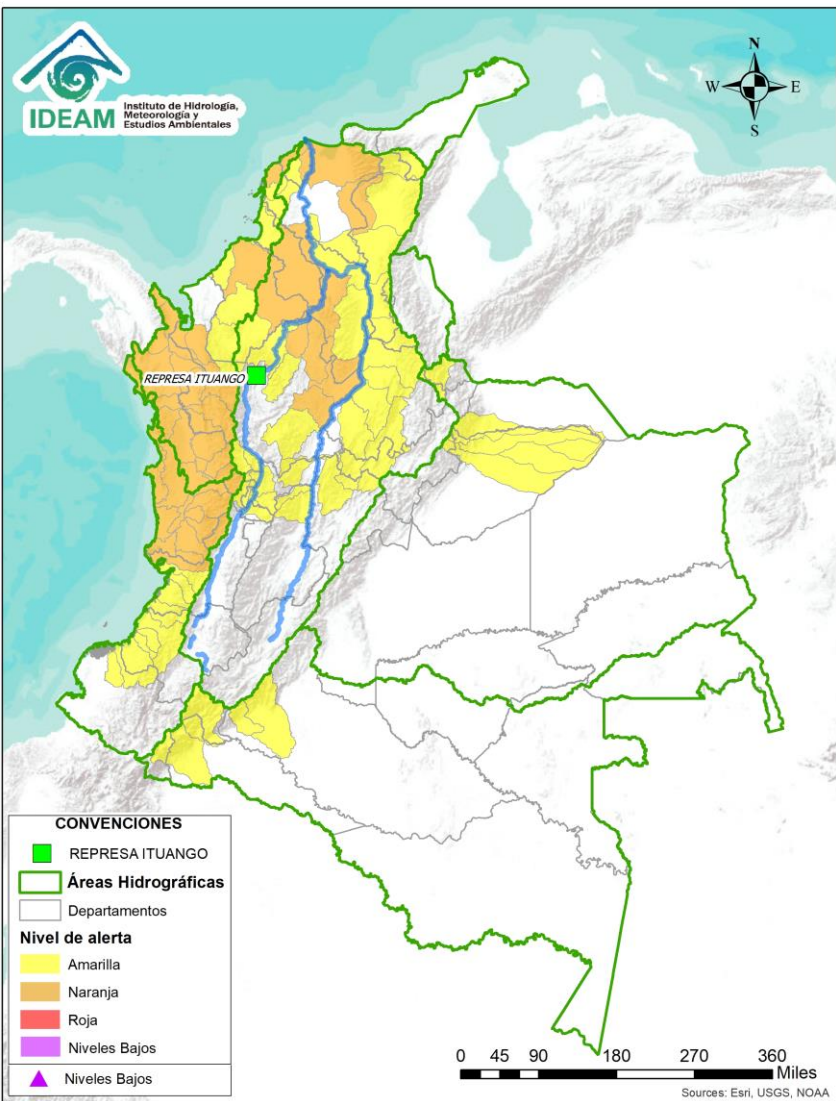 IDEAM
Instituto de Hidrología,
Meteorología y
Estudios Ambientales
N
W
E
S
REPRESA ITUANGO
CONVENCIONES
REPRESA ITUANGO
Áreas Hidrográficas
Departamentos
Nivel de alerta
Amarilla
Naranja
Roja
Niveles Bajos
Niveles Bajos
0 45 90 180 270 360
Miles
Sources: Esri, USGS, NOAA